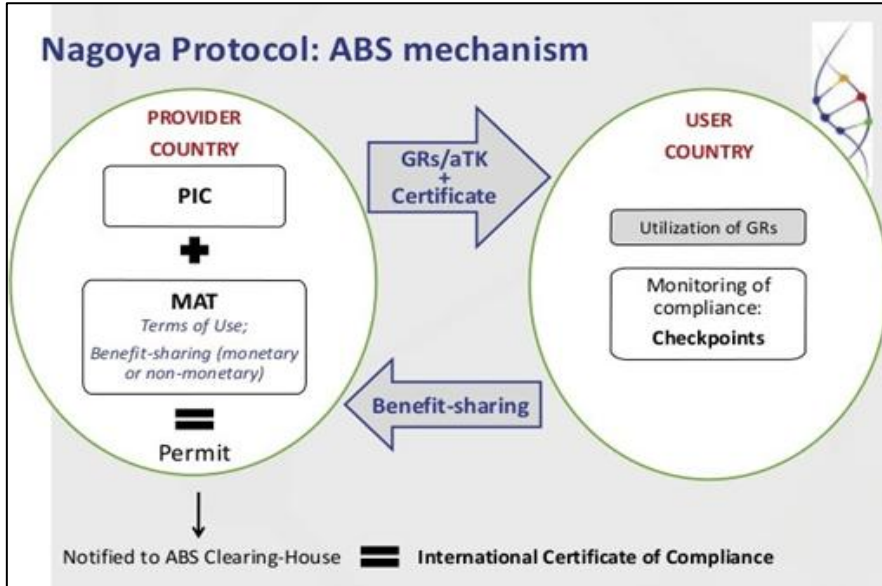 Nagoya Protocol: ABS mechanism
PROVIDER
COUNTRY
PIC
MAT
Terms of Use;
Benefit-sharing (monetary
or non-monetary)
Permit
GRs/aTK
+
Certificate
Benefit-sharing
USER
COUNTRY
Utilization of GRs
Monitoring of
compliance:
Checkpoints
Notified to ABS Clearing-House = International Certificate of Compliance